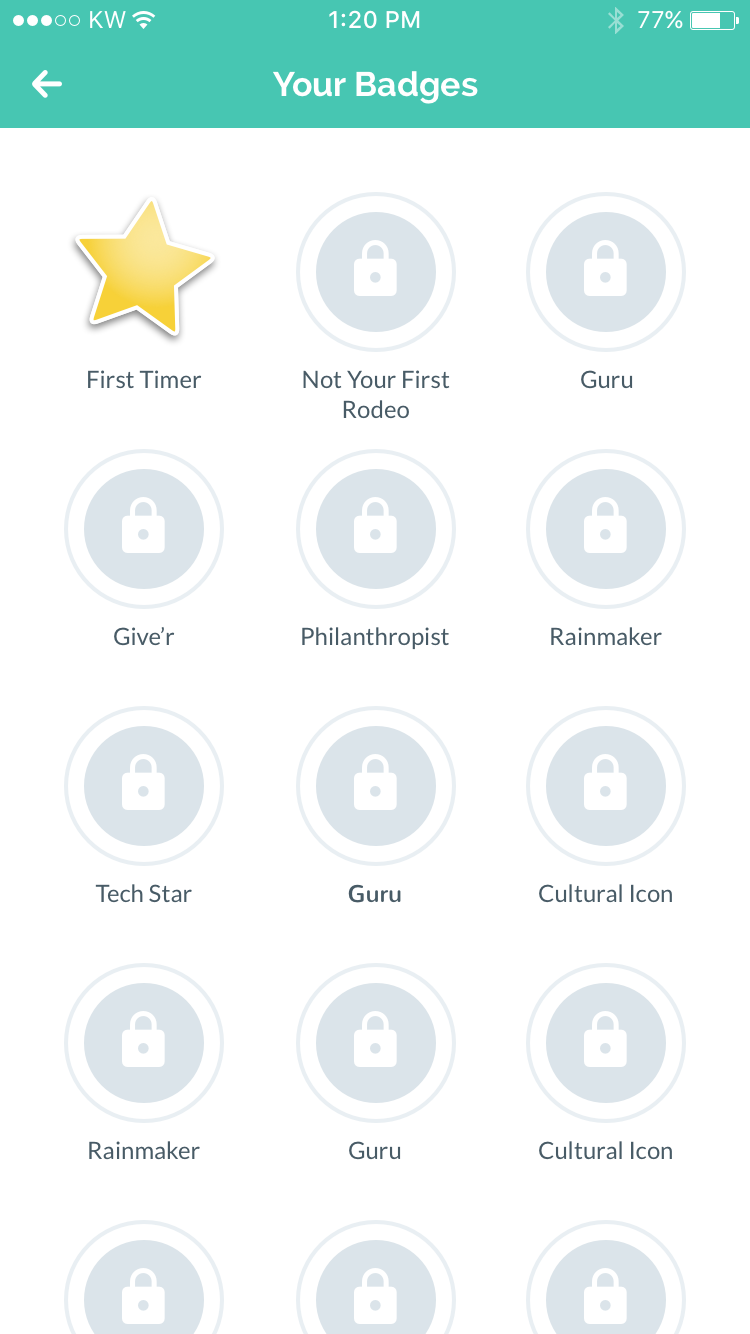 KW 1:20 PM 77%
Your Badges
First Timer
Not Your First
Rodeo
Guru
Give’r
Philanthropist
Rainmaker
Tech Star
Guru
Cultural Icon
Rainmaker
Guru
Cultural Icon